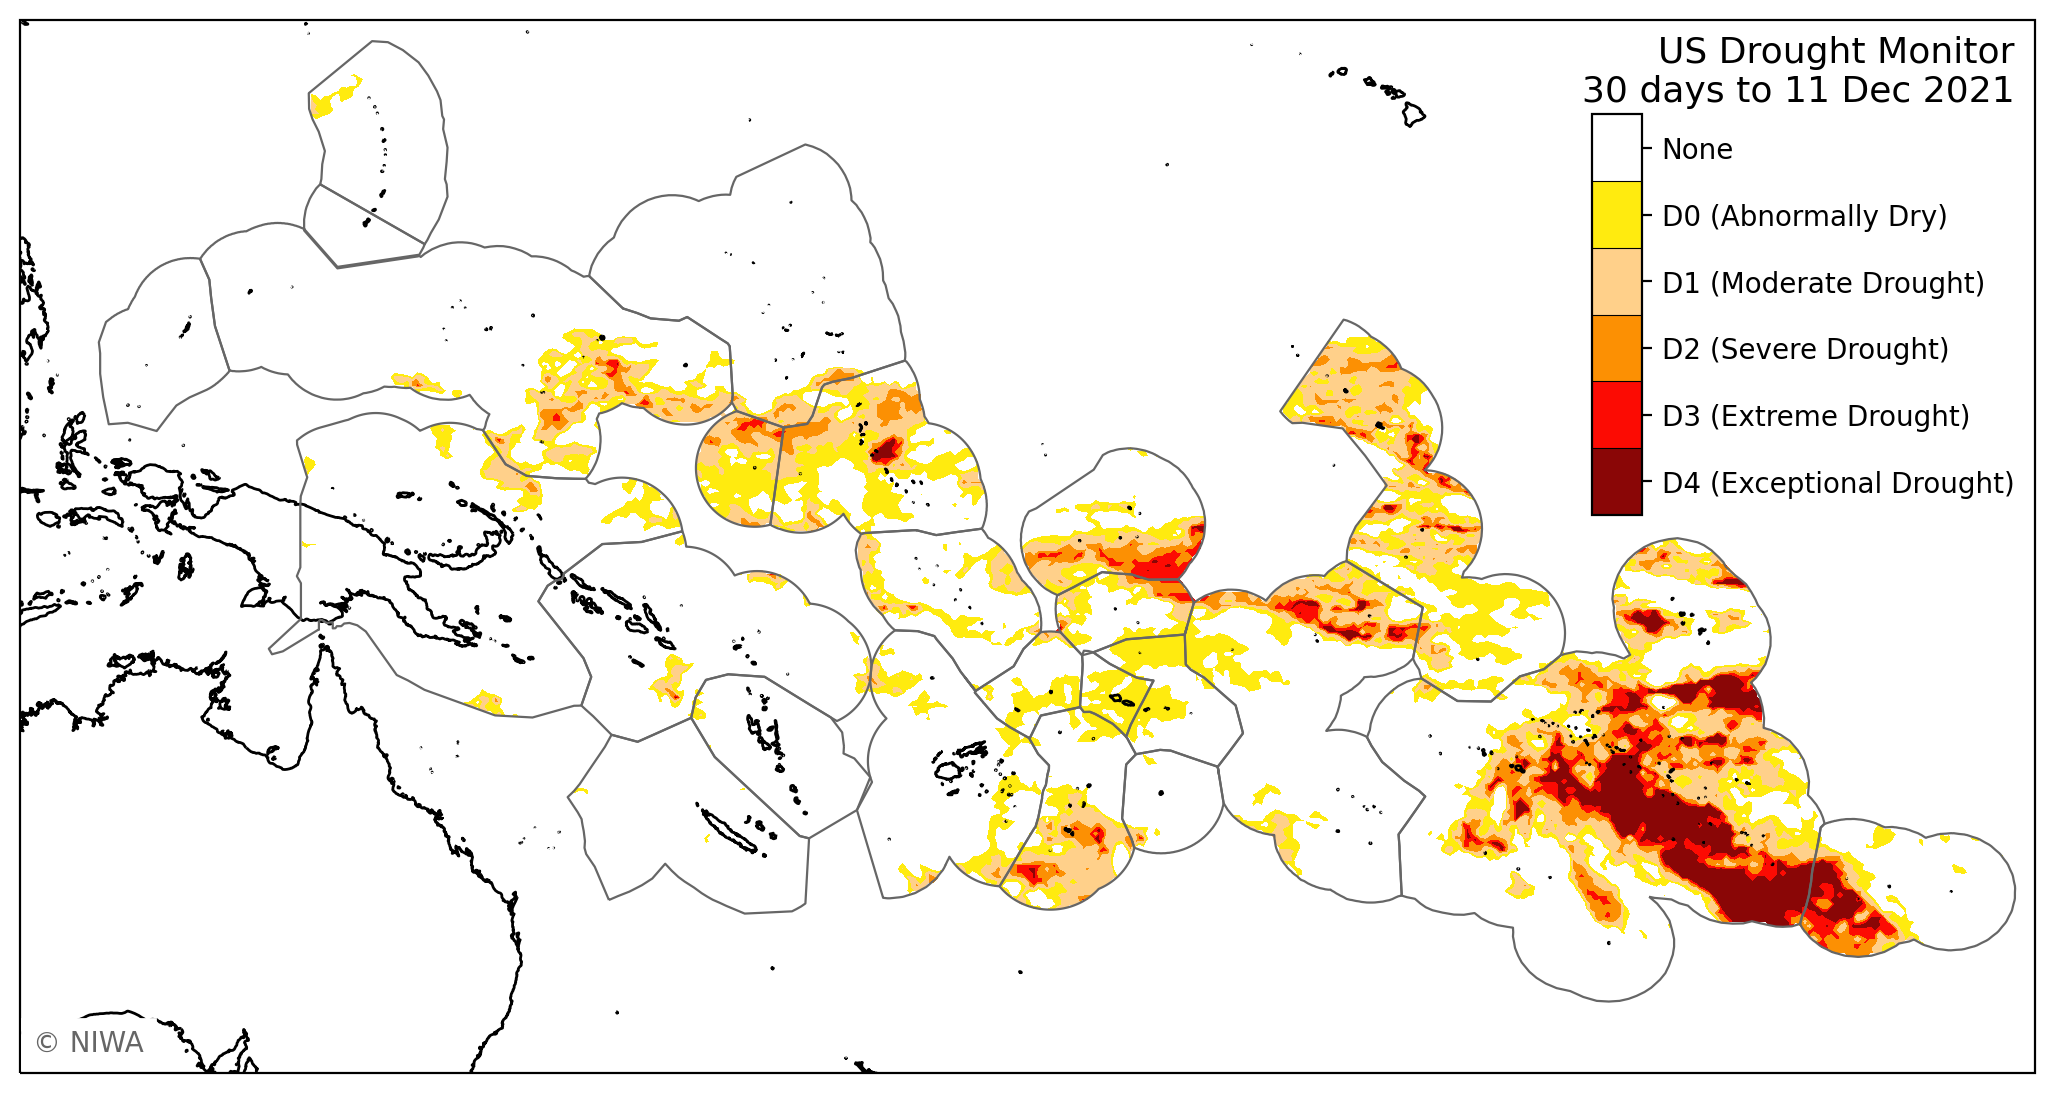 US Drought Monitor
30 days to 11 Dec 2021
None
D0 (Abnormally Dry)
D1 (Moderate Drought)
D2 (Severe Drought)
D3 (Extreme Drought)
D4 (Exceptional Drought)
© NIWA